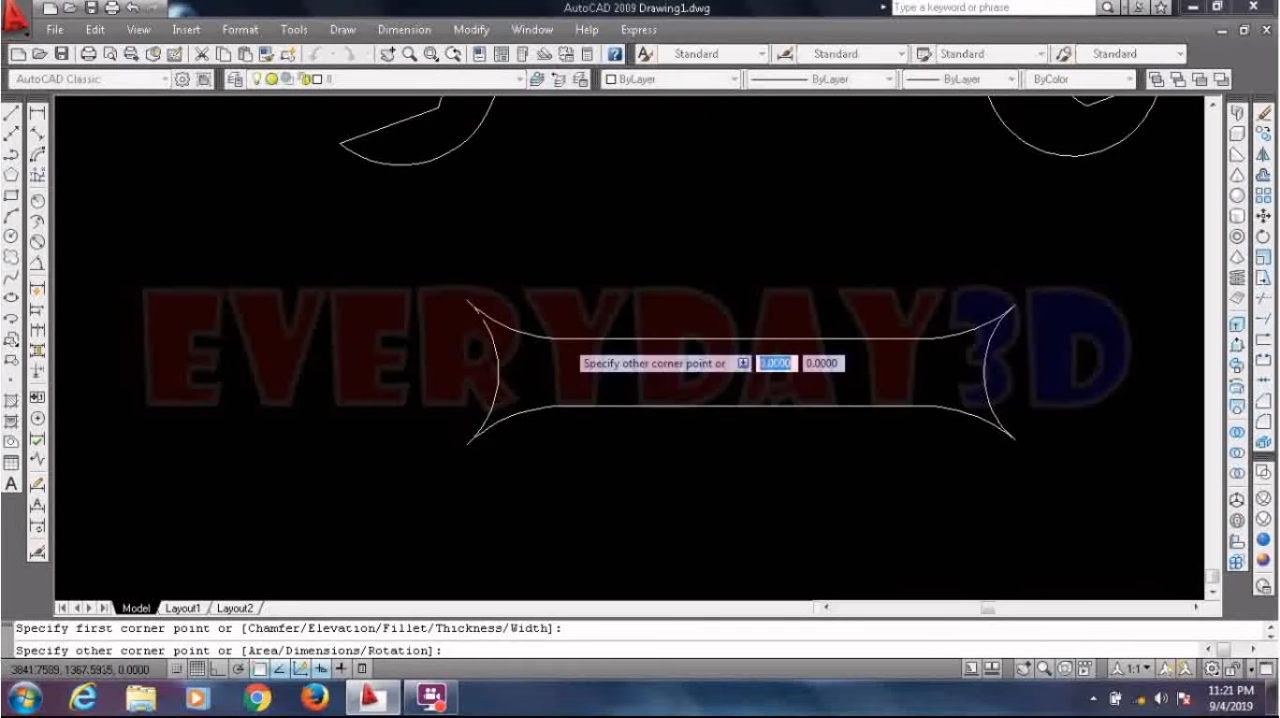 AutoCAD 2009 Drawing1.dwg
Type a keyword or phrase
File Edit View Insert Format Tools Draw Dimension Modify Window Help Express
Standard Standard Standard Standard
AutoCAD Classic 0 ByLayer ByLayer ByLayer ByColor
EVERYDAY3D
Specify other corner point or 0.0000
Model Layout1 Layout2
Specify first corner point or [Chamfer/Elevation/Fillet/Thickness/Width]:
Specify other corner point or [Area/Dimensions/Rotation]:
3841.7589, 1367.5935, 0.0000 1:1
11:21 PM
9/4/2019